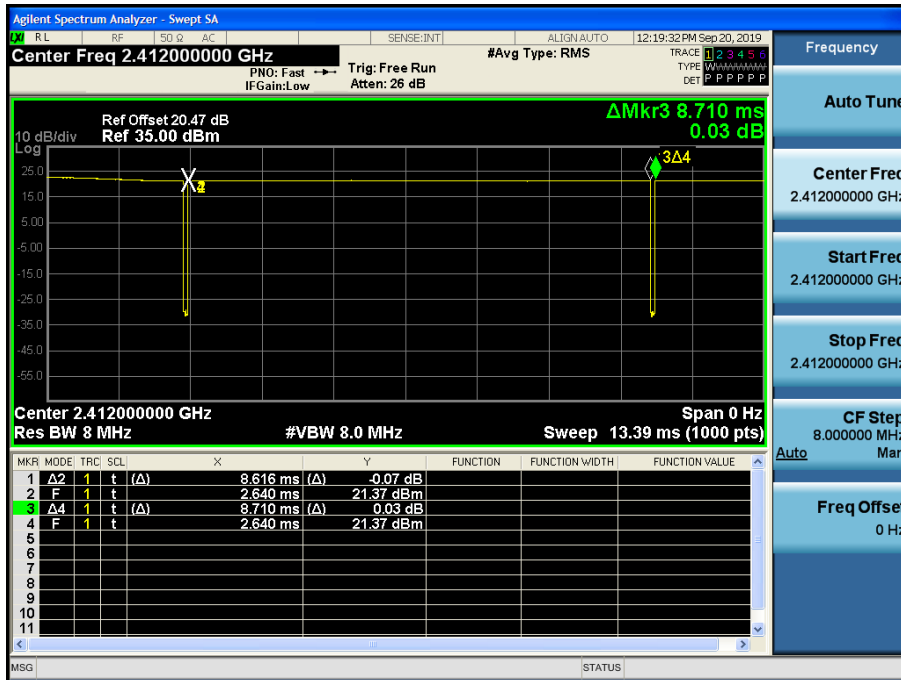 Agilent Spectrum Analyzer - Swept SA
LXI RL RF 50 Ω AC SENSE:INT ALIGN AUTO 12:19:32 PM Sep 20, 2019
Center Freq 2.412000000 GHz #Avg Type: RMS TRACE 1 2 3 4 5 6
PNO: Fast Trig: Free Run TYPE WWWWWW
IFGain:Low Atten: 26 dB DET P P P P P P
ΔMkr3 8.710 ms
0.03 dB
Ref Offset 20.47 dB
10 dB/div Ref 35.00 dBm
Log
25.0
15.0
5.00
-5.00
-15.0
-25.0
-35.0
-45.0
-55.0
3Δ4
Center 2.412000000 GHz Span 0 Hz
Res BW 8 MHz #VBW 8.0 MHz Sweep 13.39 ms (1000 pts)
MKR MODE TRC SCL X Y FUNCTION FUNCTION WIDTH FUNCTION VALUE
1 Δ2 1 t (Δ) 8.616 ms (Δ) -0.07 dB
2 F 1 t 2.640 ms 21.37 dBm
3 Δ4 1 t (Δ) 8.710 ms (Δ) 0.03 dB
4 F 1 t 2.640 ms 21.37 dBm
5
6
7
8
9
10
11
MSG STATUS
Frequency
Auto Tune
Center Freq
2.412000000 GHz
Start Freq
2.412000000 GHz
Stop Freq
2.412000000 GHz
CF Step
8.000000 MHz
Auto Man
Freq Offset
0 Hz